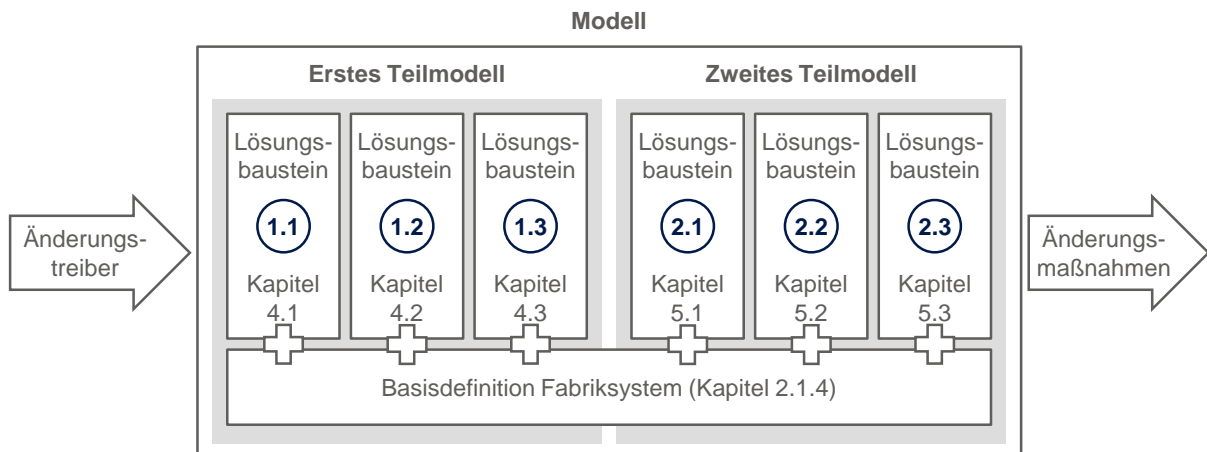 Modell
Erstes Teilmodell
Zweites Teilmodell
Änderungs-
treiber
Lösungs-
baustein
1.1
Kapitel
4.1
Lösungs-
baustein
1.2
Kapitel
4.2
Lösungs-
baustein
1.3
Kapitel
4.3
Lösungs-
baustein
2.1
Kapitel
5.1
Lösungs-
baustein
2.2
Kapitel
5.2
Lösungs-
baustein
2.3
Kapitel
5.3
Änderungs-
maßnahmen
Basisdefinition Fabriksystem (Kapitel 2.1.4)